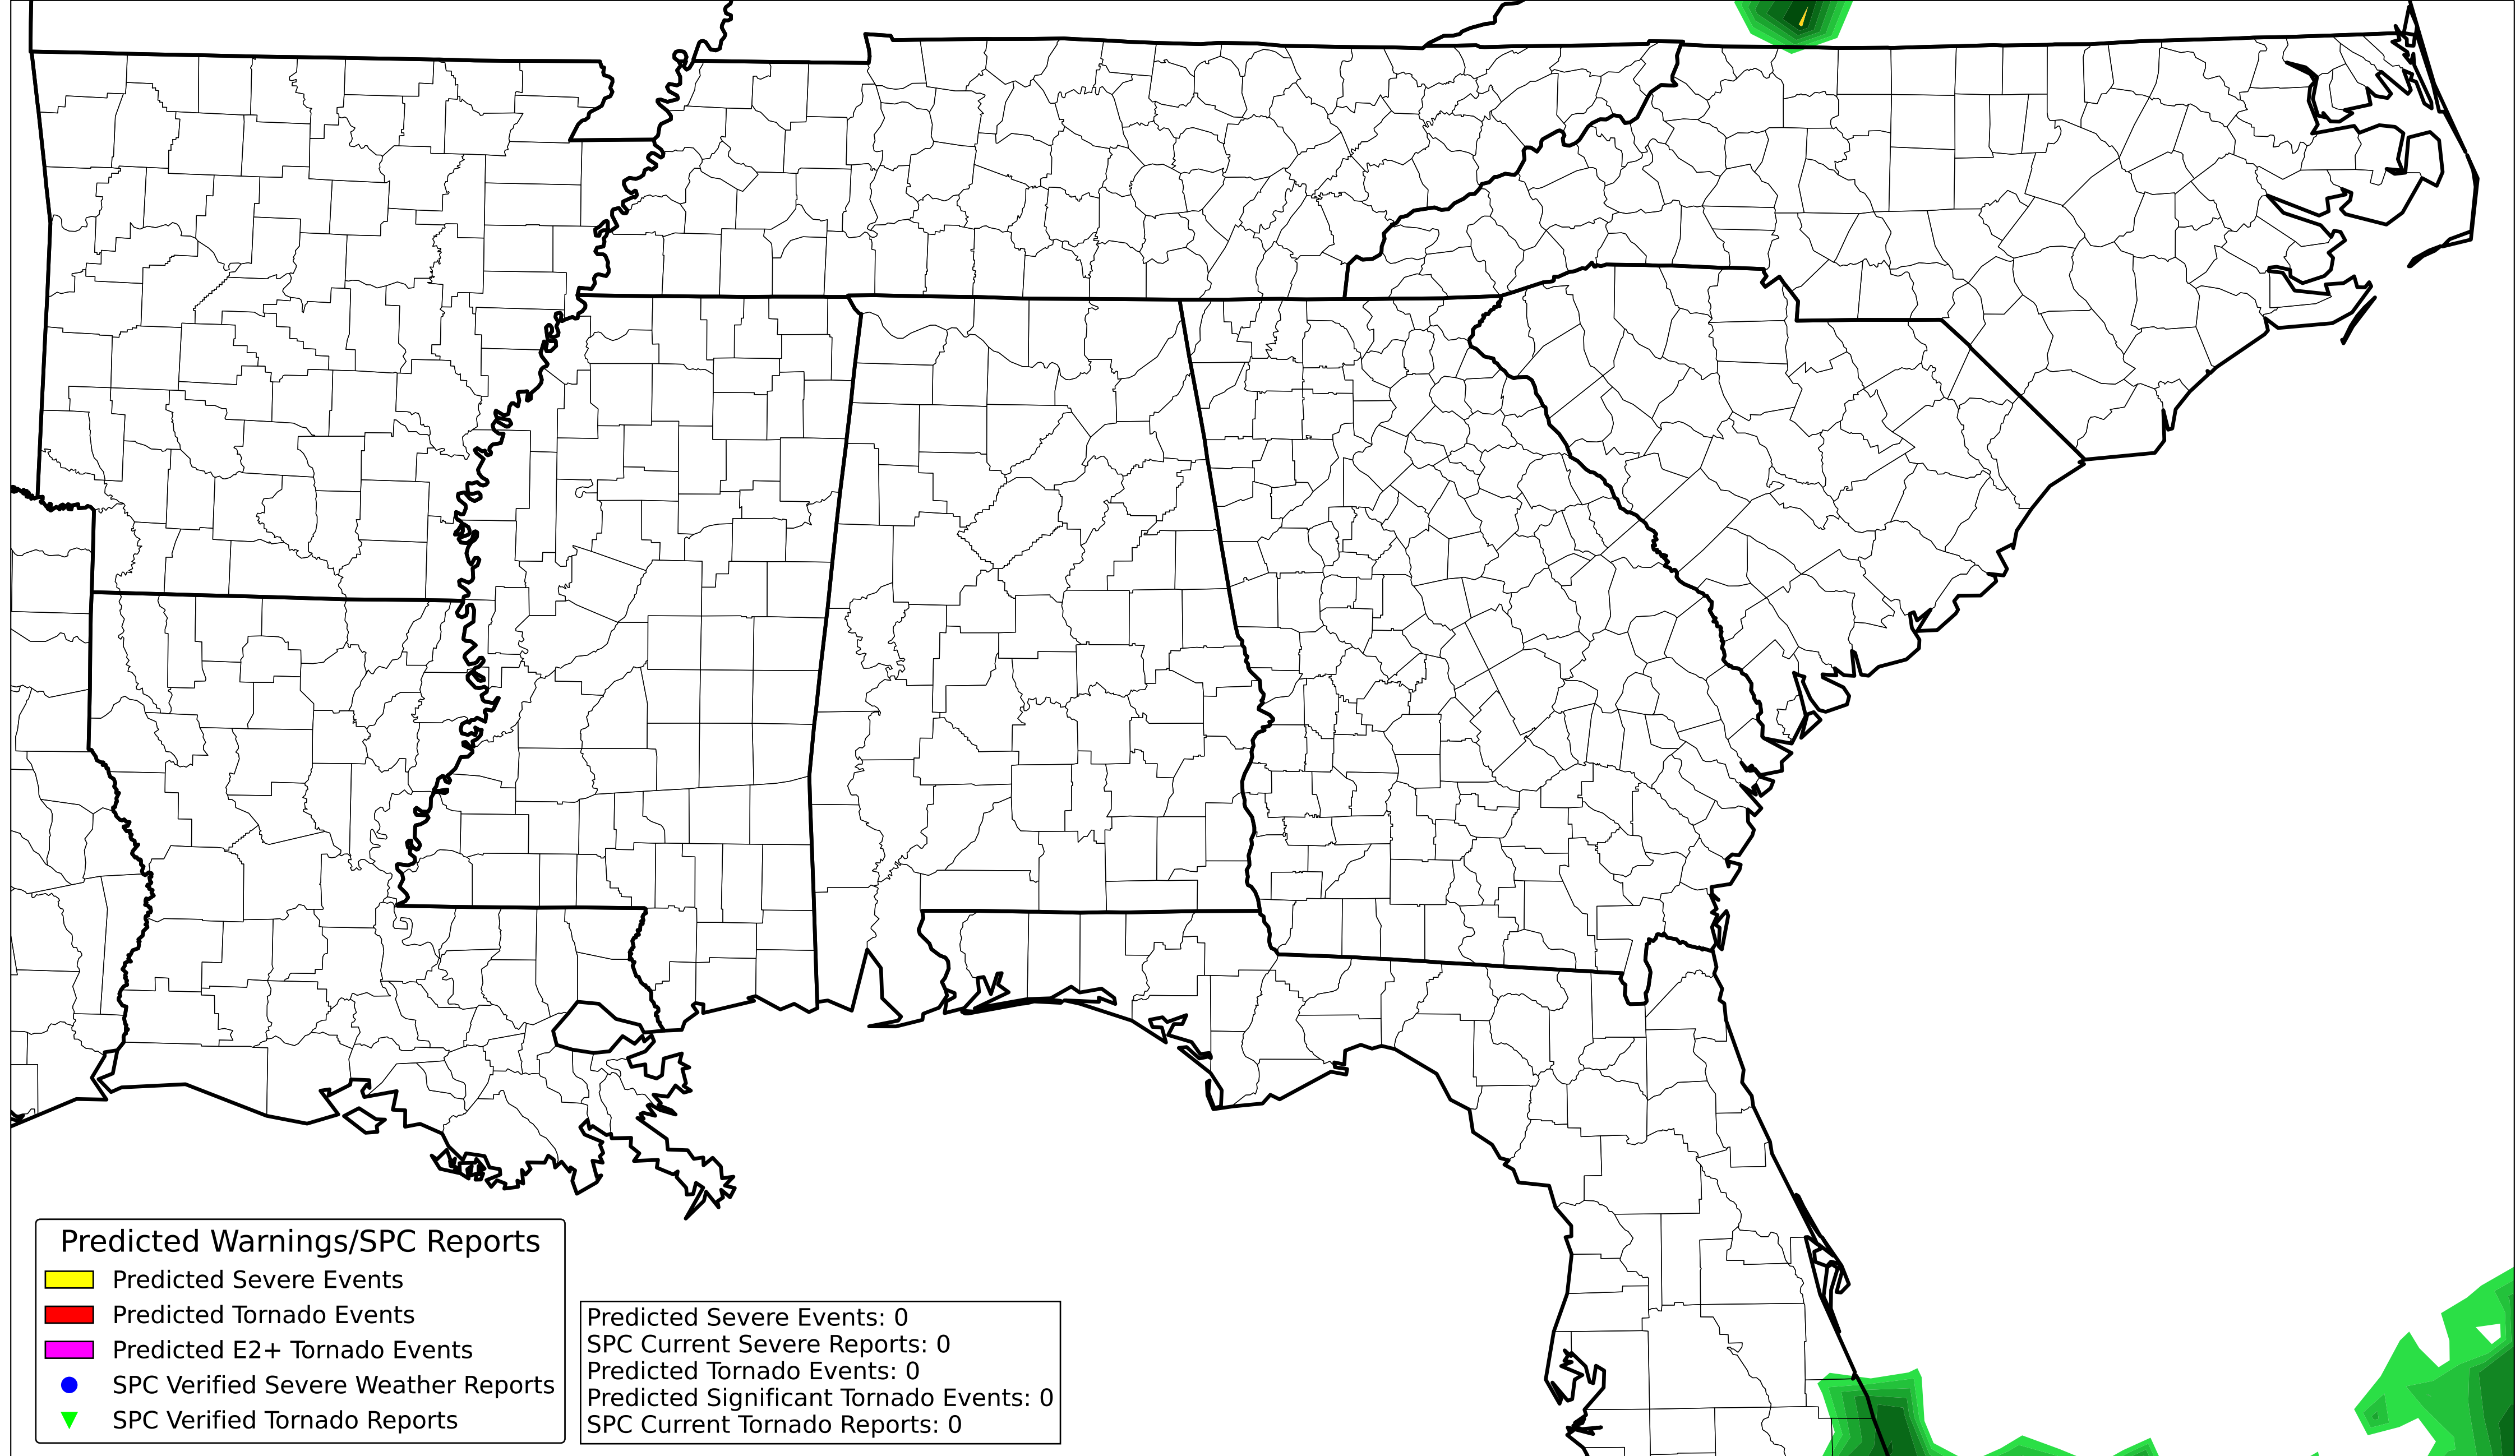 Predicted Warnings/SPC Reports
Predicted Severe Events
Predicted Tornado Events
Predicted E2+ Tornado Events
SPC Verified Severe Weather Reports
SPC Verified Tornado Reports
Predicted Severe Events: 0
SPC Current Severe Reports: 0
Predicted Tornado Events: 0
Predicted Significant Tornado Events: 0
SPC Current Tornado Reports: 0